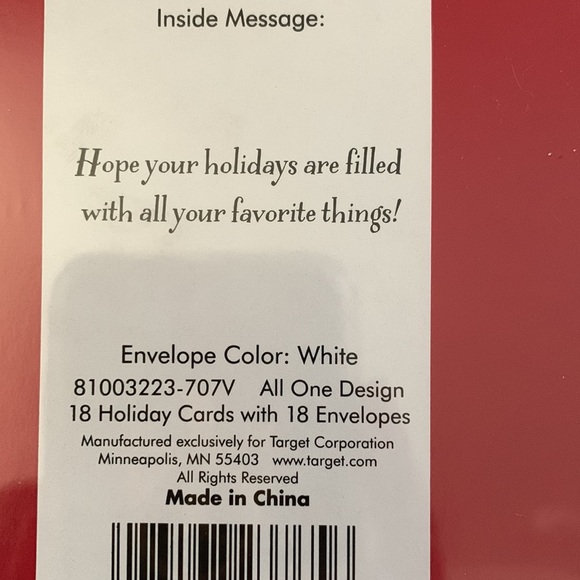 Inside Message:
Hope your holidays are filled
with all your favorite things!
Envelope Color: White
81003223-707V All One Design
18 Holiday Cards with 18 Envelopes
Manufactured exclusively for Target Corporation
Minneapolis, MN 55403 www.target.com
All Rights Reserved
Made in China